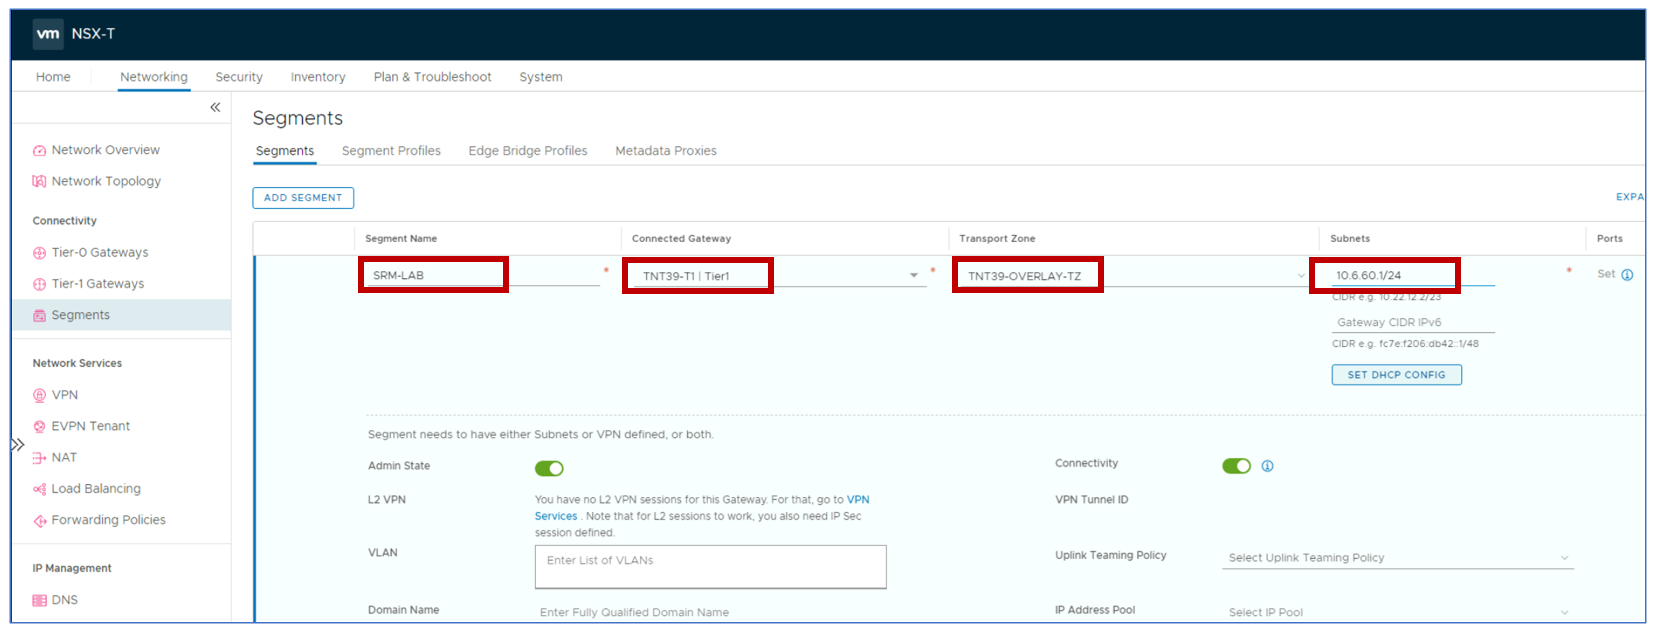 vm NSX-T
Home Networking Security Inventory Plan & Troubleshoot System
Segments
Segments Segment Profiles Edge Bridge Profiles Metadata Proxies
Network Overview
Network Topology
Connectivity
Tier-0 Gateways
Tier-1 Gateways
Segments
Network Services
VPN
EVPN Tenant
NAT
Load Balancing
Forwarding Policies
IP Management
DNS
ADD SEGMENT EXPA
Segment Name Connected Gateway Transport Zone Subnets Ports
SRM-LAB * TNT39-T1 | Tier1 * TNT39-OVERLAY-TZ 10.6.60.1/24 * Set
CIDR e.g. 10.22.12.2/23
Gateway CIDR IPv6
CIDR e.g. fc7e:f206:db42::1/48
SET DHCP CONFIG
Segment needs to have either Subnets or VPN defined, or both.
Admin State Connectivity
L2 VPN You have no L2 VPN sessions for this Gateway. For that, go to VPN VPN Tunnel ID
Services . Note that for L2 sessions to work, you also need IP Sec
session defined.
VLAN Enter List of VLANs Uplink Teaming Policy Select Uplink Teaming Policy
Domain Name Enter Fully Qualified Domain Name IP Address Pool Select IP Pool